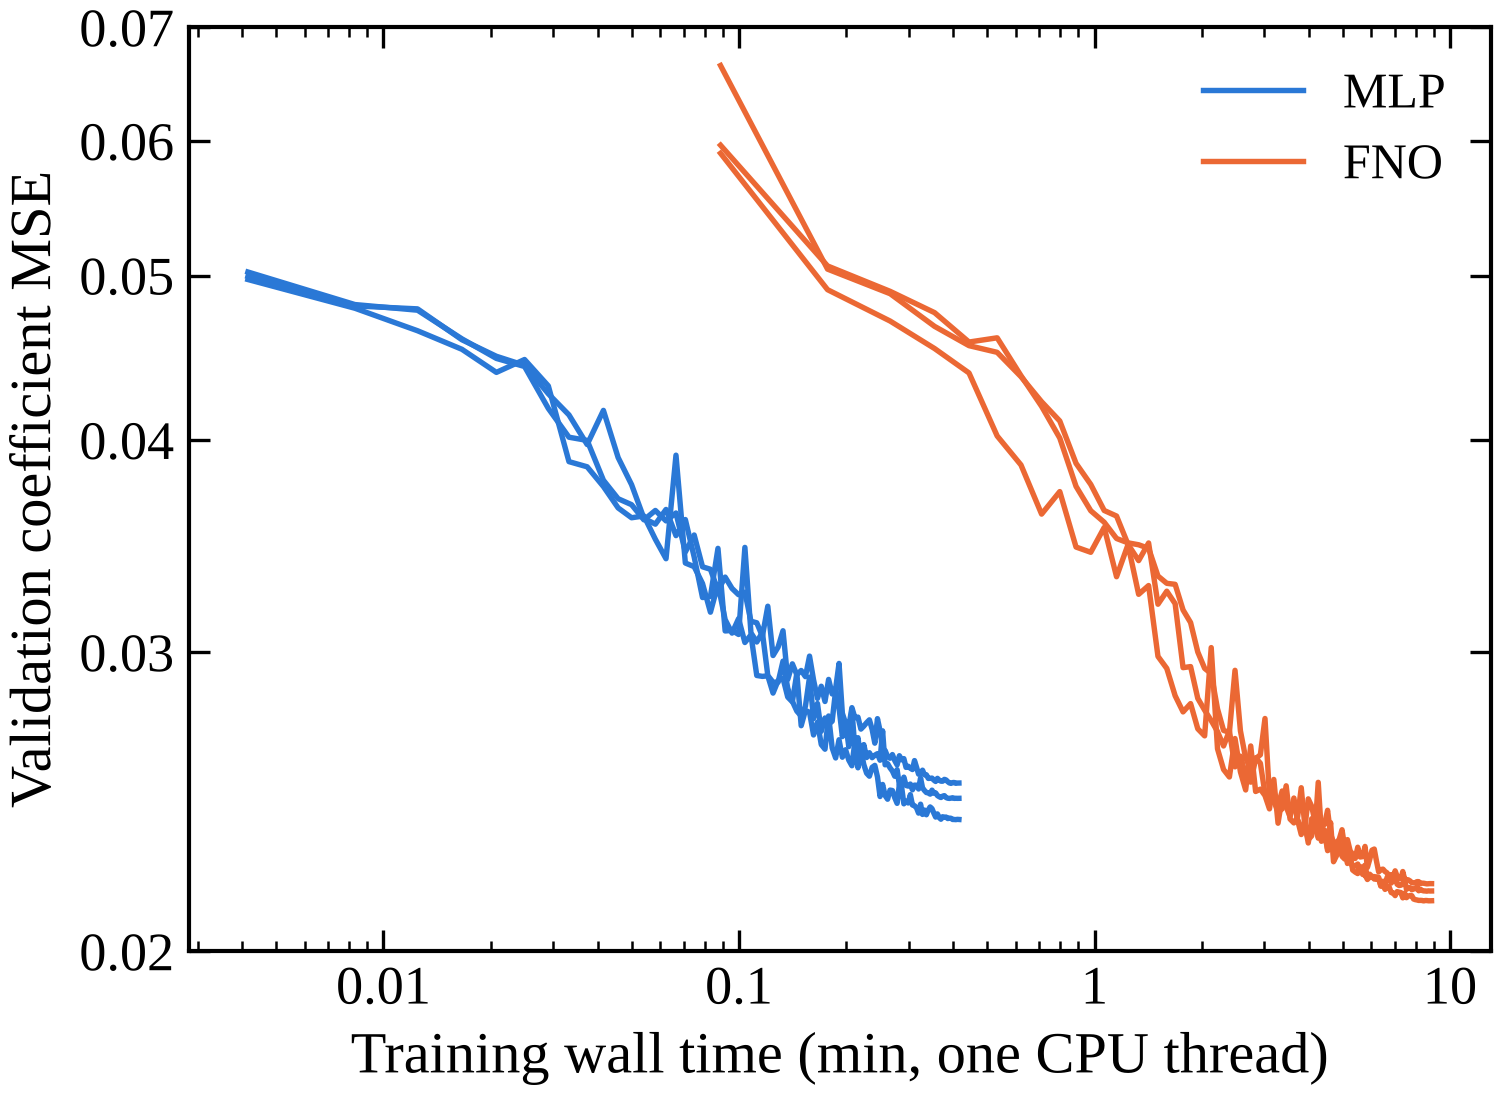 0.07
0.06
0.05
0.04
0.03
0.02
Validation coefficient MSE
MLP
FNO
0.01 0.1 1 10
Training wall time (min, one CPU thread)